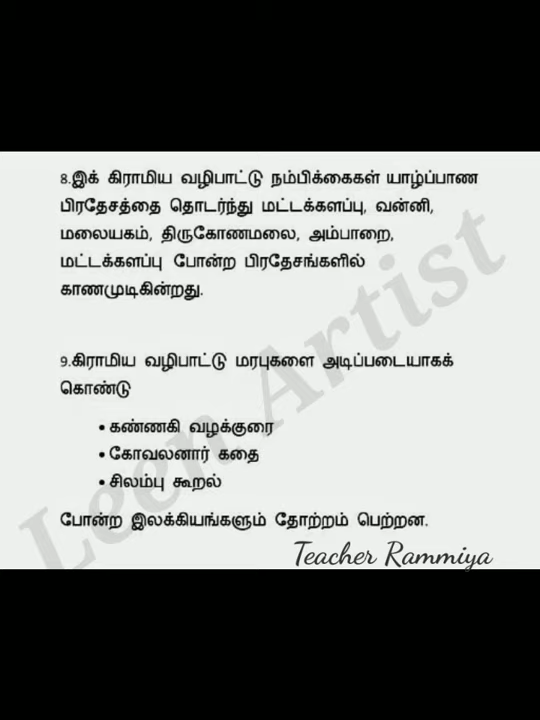 8.இக் கிராமிய வழிபாட்டு நம்பிக்கைகள் யாழ்ப்பாண
பிரதேசத்தை தொடர்ந்து மட்டக்களப்பு, வன்னி,
மலையகம், திருகோணமலை, அம்பாறை,
மட்டக்களப்பு போன்ற பிரதேசங்களில்
காணமுடிகின்றது.
9.கிராமிய வழிபாட்டு மரபுகளை அடிப்படையாகக்
கொண்டு
• கண்ணகி வழக்குரை
• கோவலனார் கதை
• சிலம்பு கூறல்
போன்ற இலக்கியங்களும் தோற்றம் பெற்றன.
Teacher Rammiya
Leen Artist